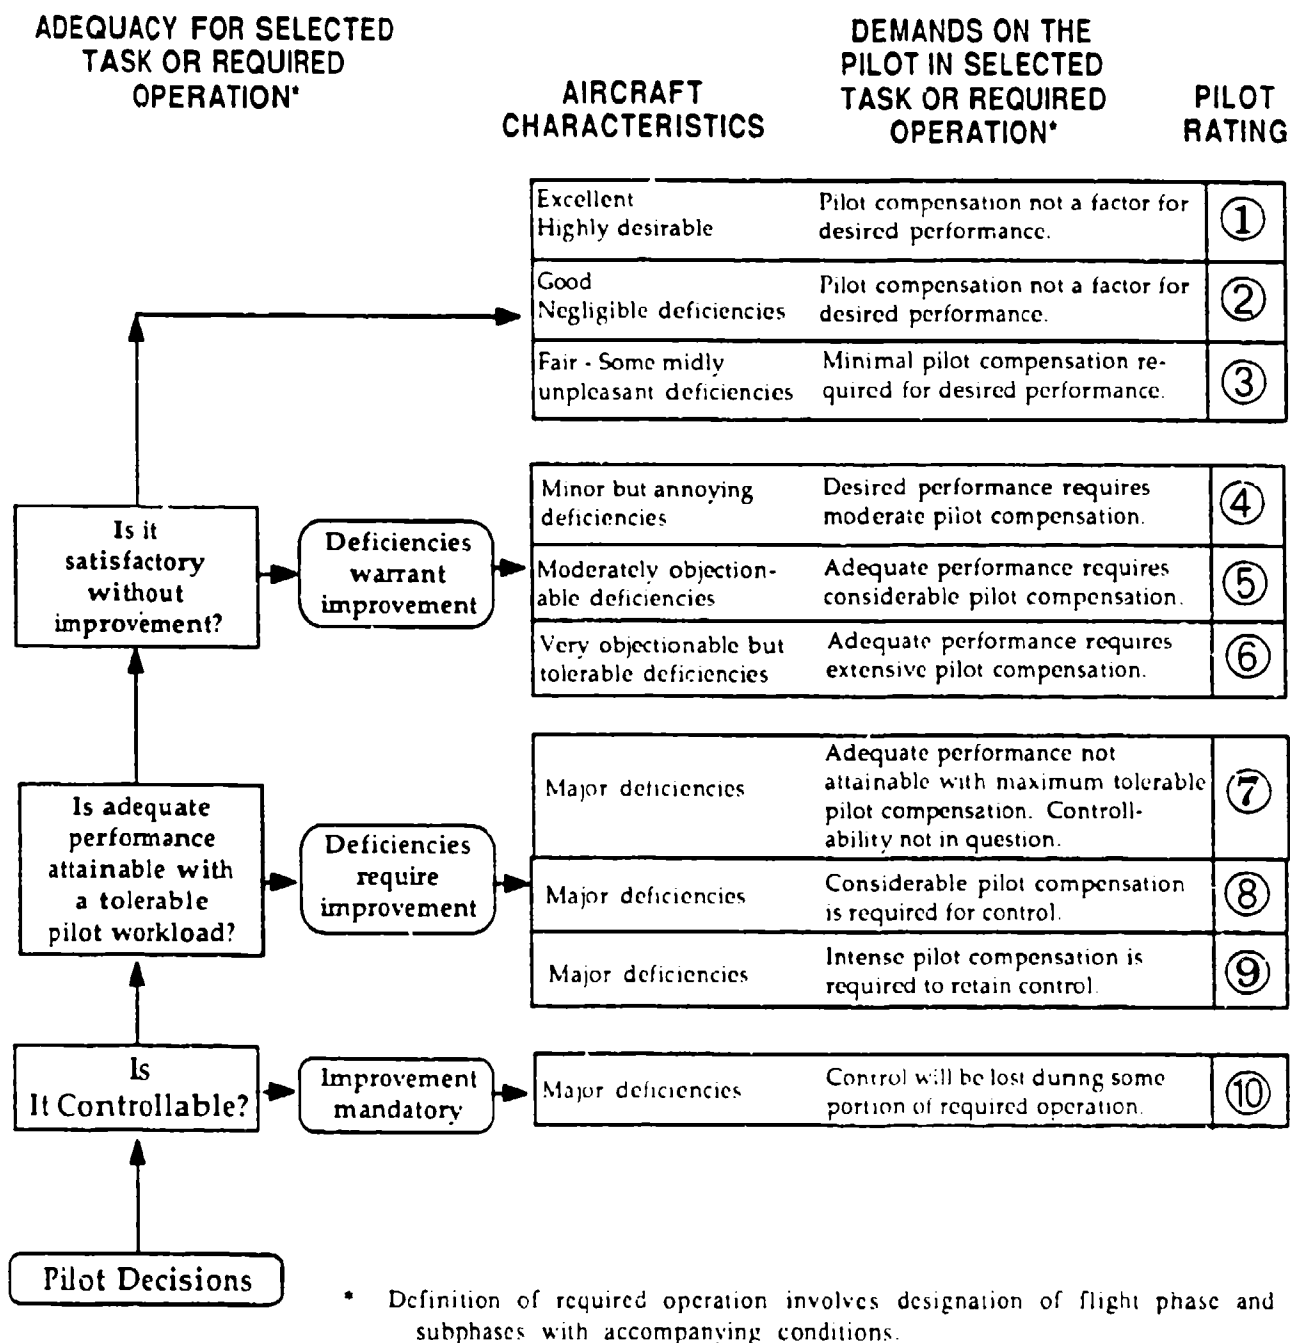 ADEQUACY FOR SELECTED
TASK OR REQUIRED
OPERATION*
AIRCRAFT
CHARACTERISTICS
DEMANDS ON THE
PILOT IN SELECTED
TASK OR REQUIRED
OPERATION*
PILOT
RATING
Excellent
Highly desirable
Pilot compensation not a factor for
desired performance.
1
Good
Negligible deficiencies
Pilot compensation not a factor for
desired performance.
2
Fair - Some midly
unpleasant deficiencies
Minimal pilot compensation re-
quired for desired performance.
3
Is it
satisfactory
without
improvement?
Deficiencies
warrant
improvement
Minor but annoying
deficiencies
Desired performance requires
moderate pilot compensation.
4
Moderately objection-
able deficiencies
Adequate performance requires
considerable pilot compensation.
5
Very objectionable but
tolerable deficiencies
Adequate performance requires
extensive pilot compensation.
6
Is adequate
performance
attainable with
a tolerable
pilot workload?
Deficiencies
require
improvement
Major deficiencies
Adequate performance not
attainable with maximum tolerable
pilot compensation. Controll-
ability not in question.
7
Major deficiencies
Considerable pilot compensation
is required for control.
8
Major deficiencies
Intense pilot compensation is
required to retain control.
9
Is
It Controllable?
Improvement
mandatory
Major deficiencies
Control will be lost during some
portion of required operation.
10
Pilot Decisions
* Definition of required operation involves designation of flight phase and
subphases with accompanying conditions.